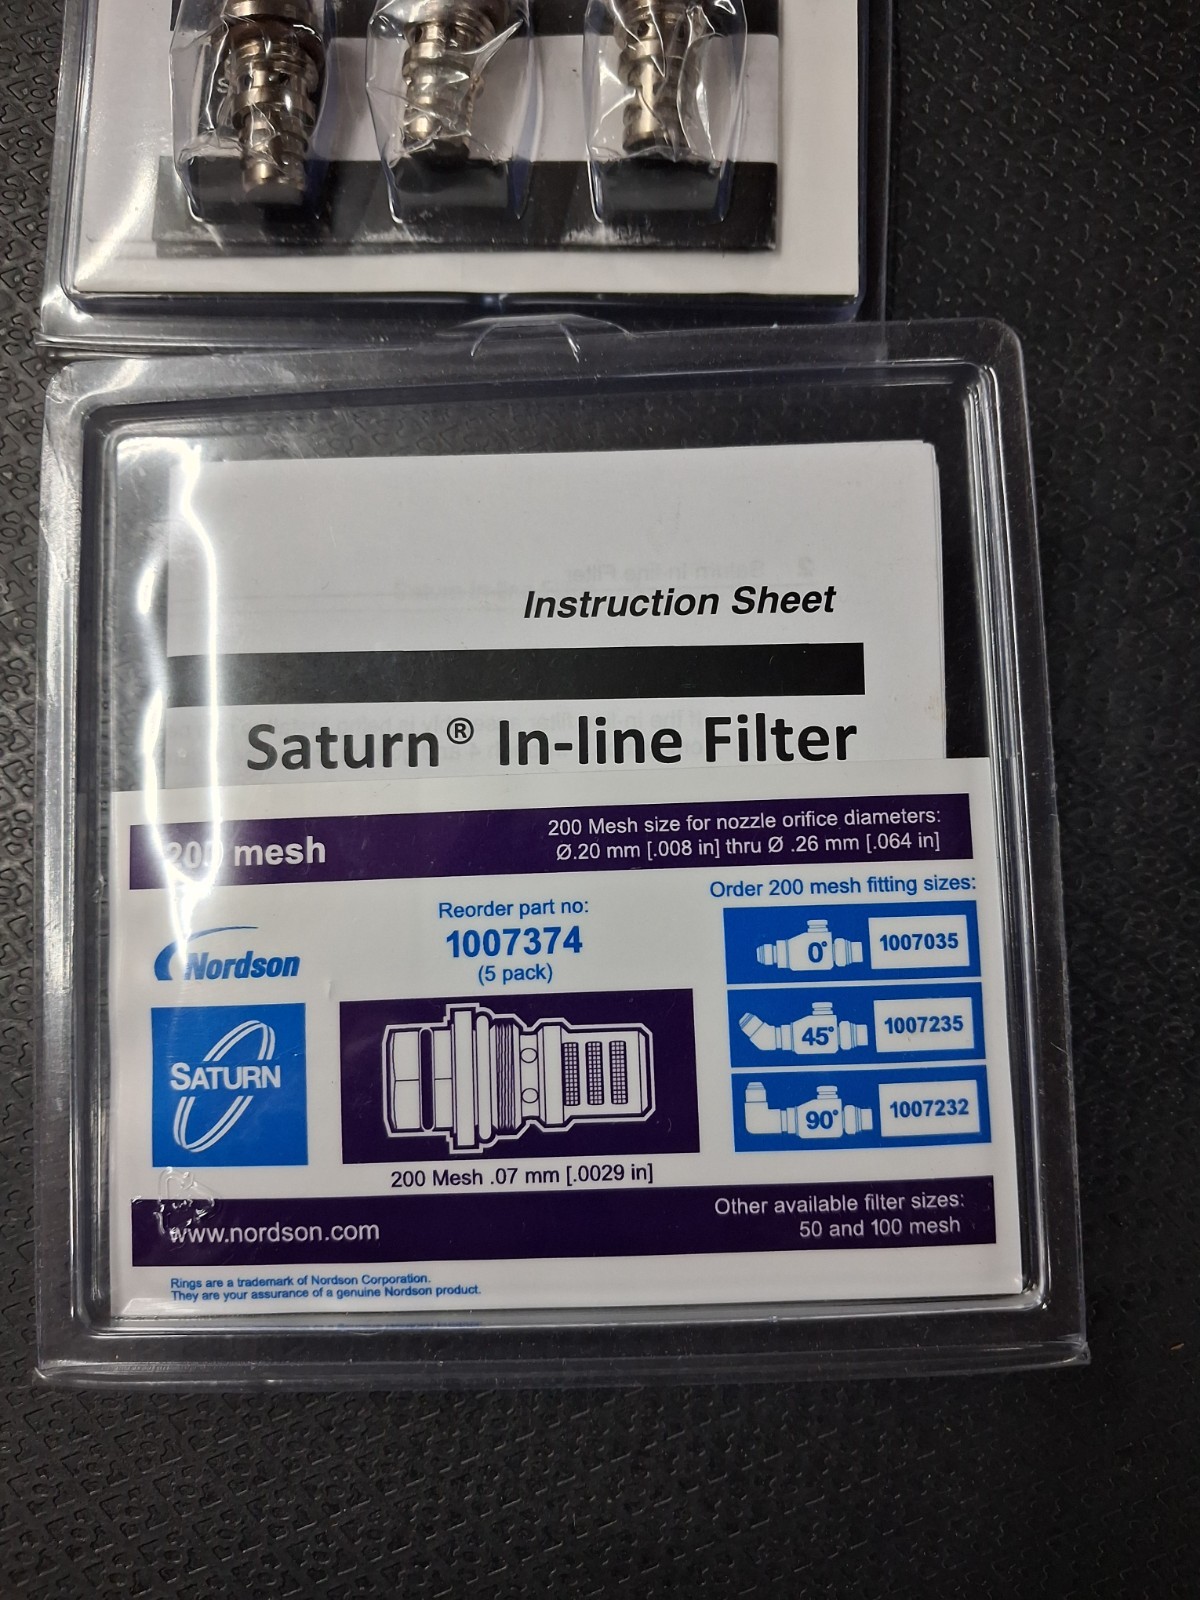 Instruction Sheet
Saturn® In-line Filter
200 mesh
200 Mesh size for nozzle orifice diameters:
Ø.20 mm [.008 in] thru Ø .26 mm [.064 in]
Reorder part no:
1007374
(5 pack)
Order 200 mesh fitting sizes:
Nordson
0° 1007035
45° 1007235
90° 1007232
SATURN
200 Mesh .07 mm [.0029 in]
www.nordson.com
Other available filter sizes:
50 and 100 mesh
Rings are a trademark of Nordson Corporation.
They are your assurance of a genuine Nordson product.